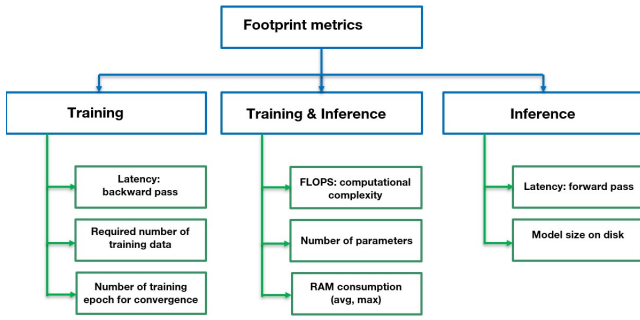 Footprint metrics
Training
Training & Inference
Inference
Latency:
backward pass
Required number of
training data
Number of training
epoch for convergence
FLOPS: computational
complexity
Number of parameters
RAM consumption
(avg, max)
Latency: forward pass
Model size on disk